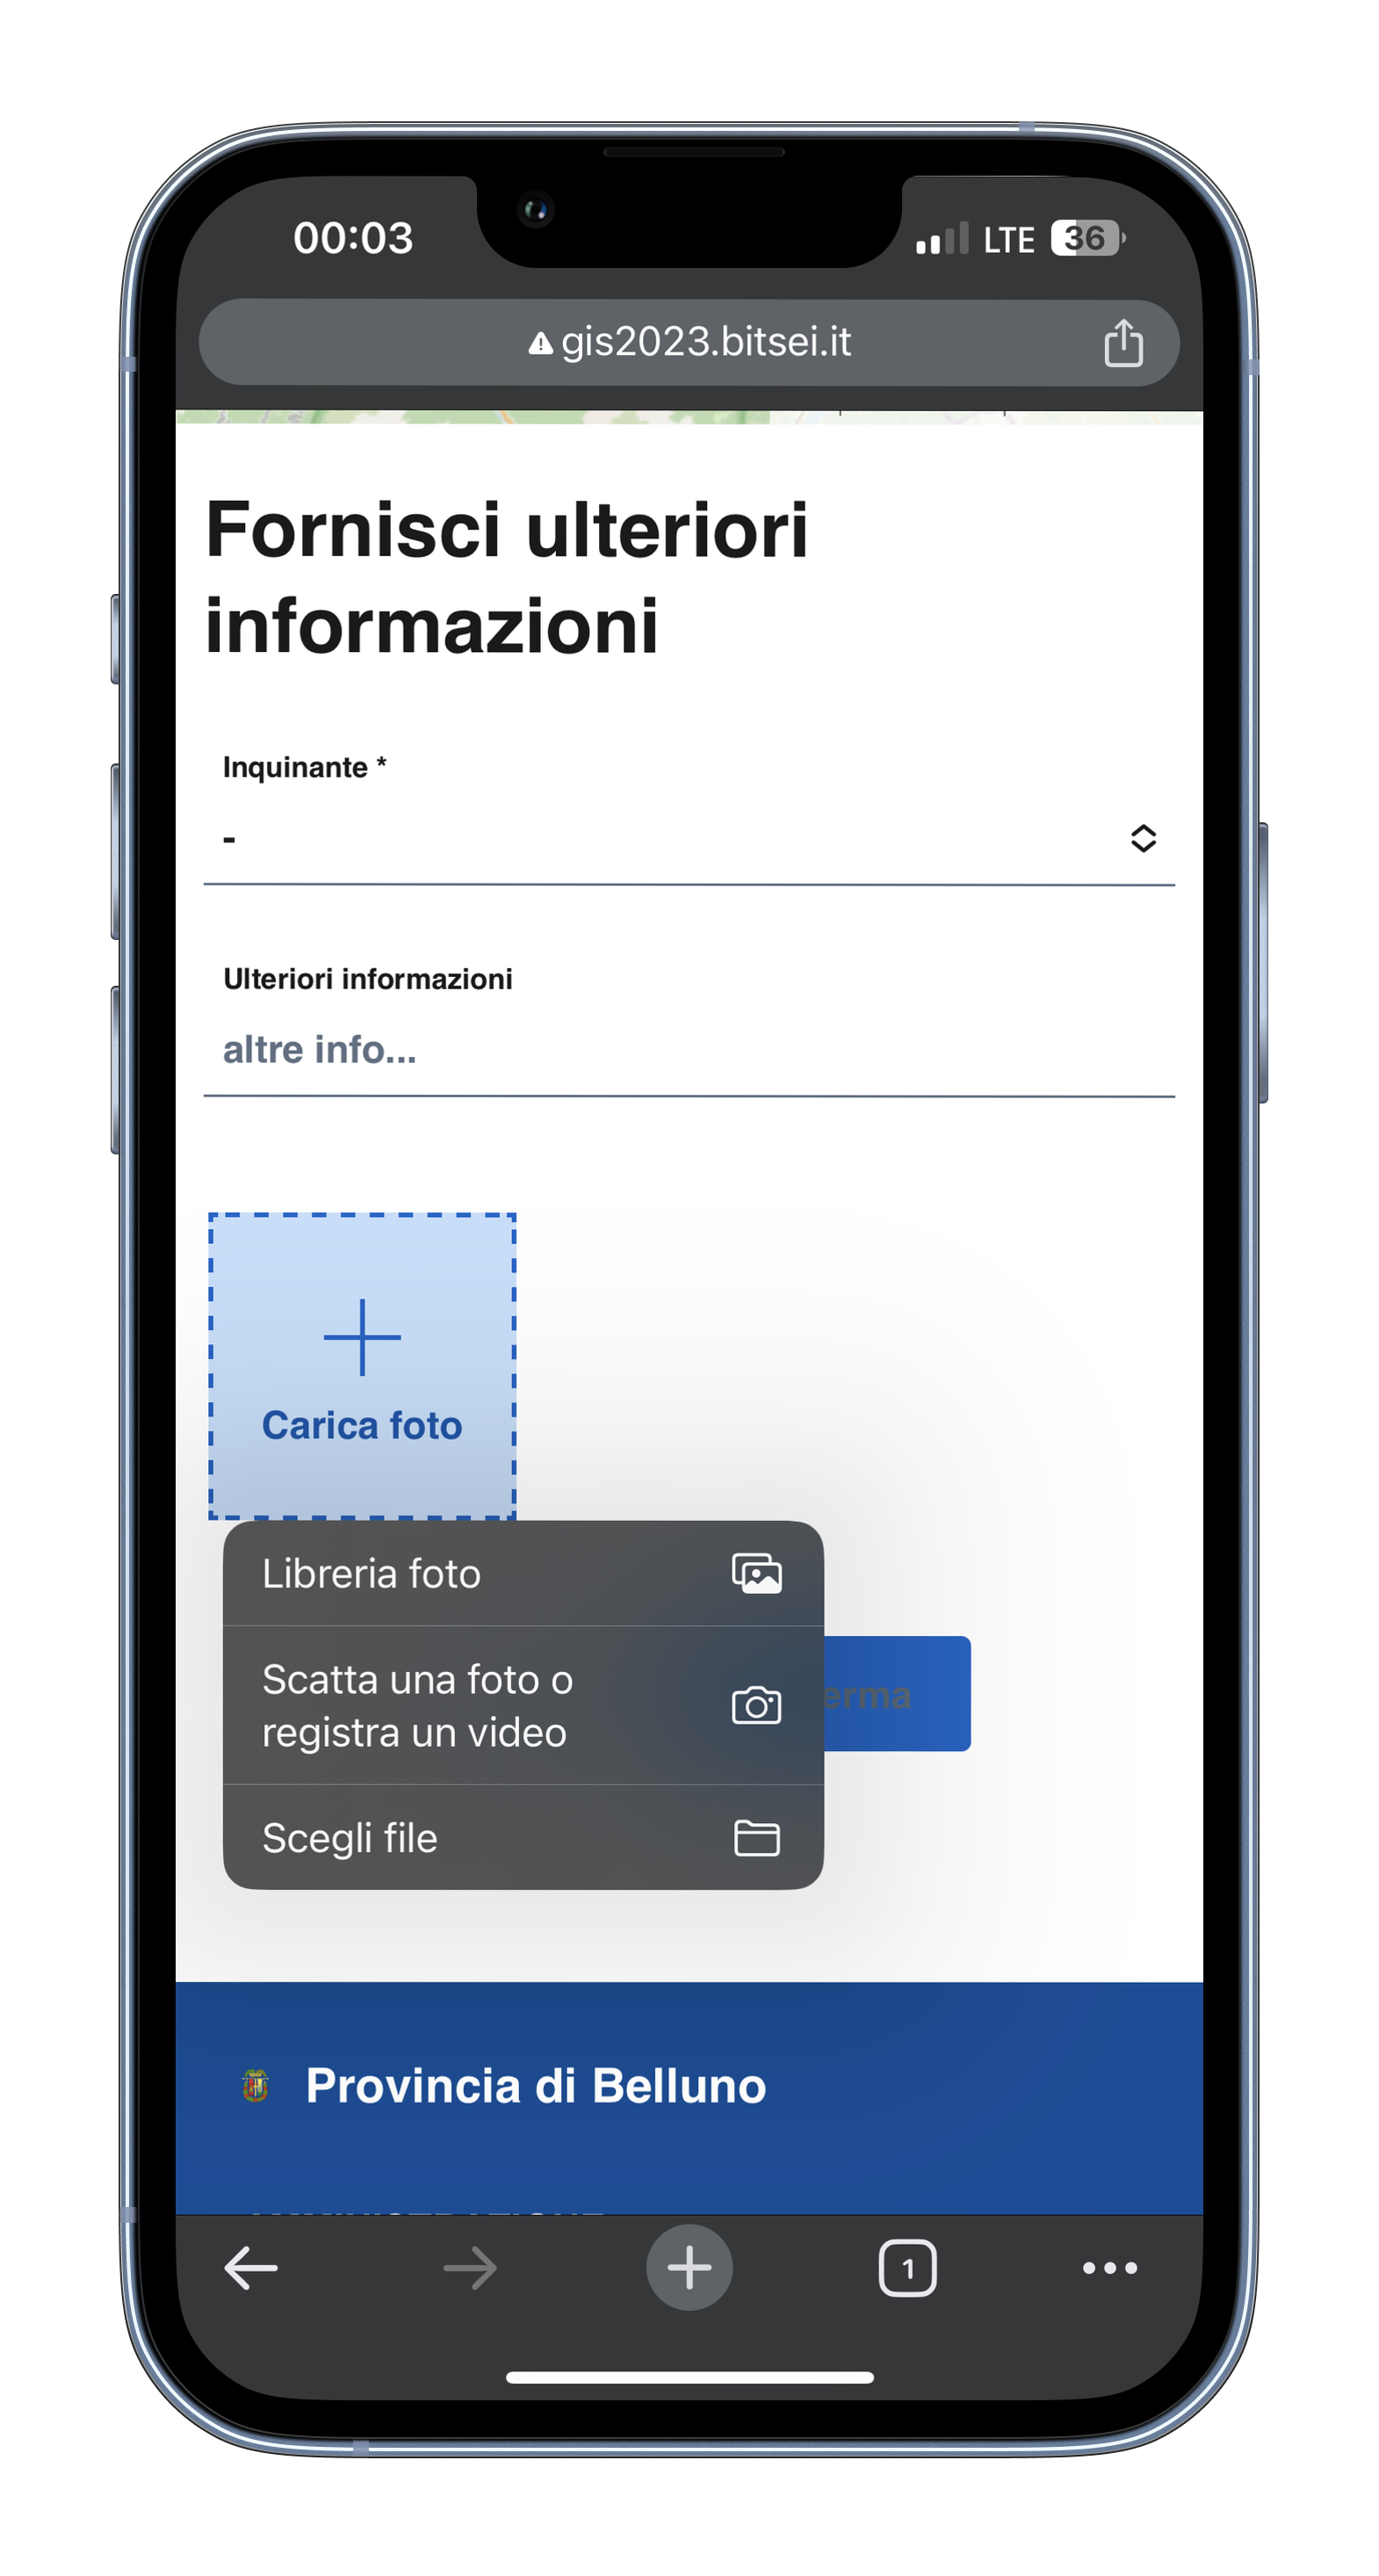 00:03 LTE 36
gis2023.bitsei.it
Fornisci ulteriori
informazioni
Inquinante *
-
Ulteriori informazioni
altre info...
Carica foto
Libreria foto
Scatta una foto o
registra un video
erma
Scegli file
Provincia di Belluno
1